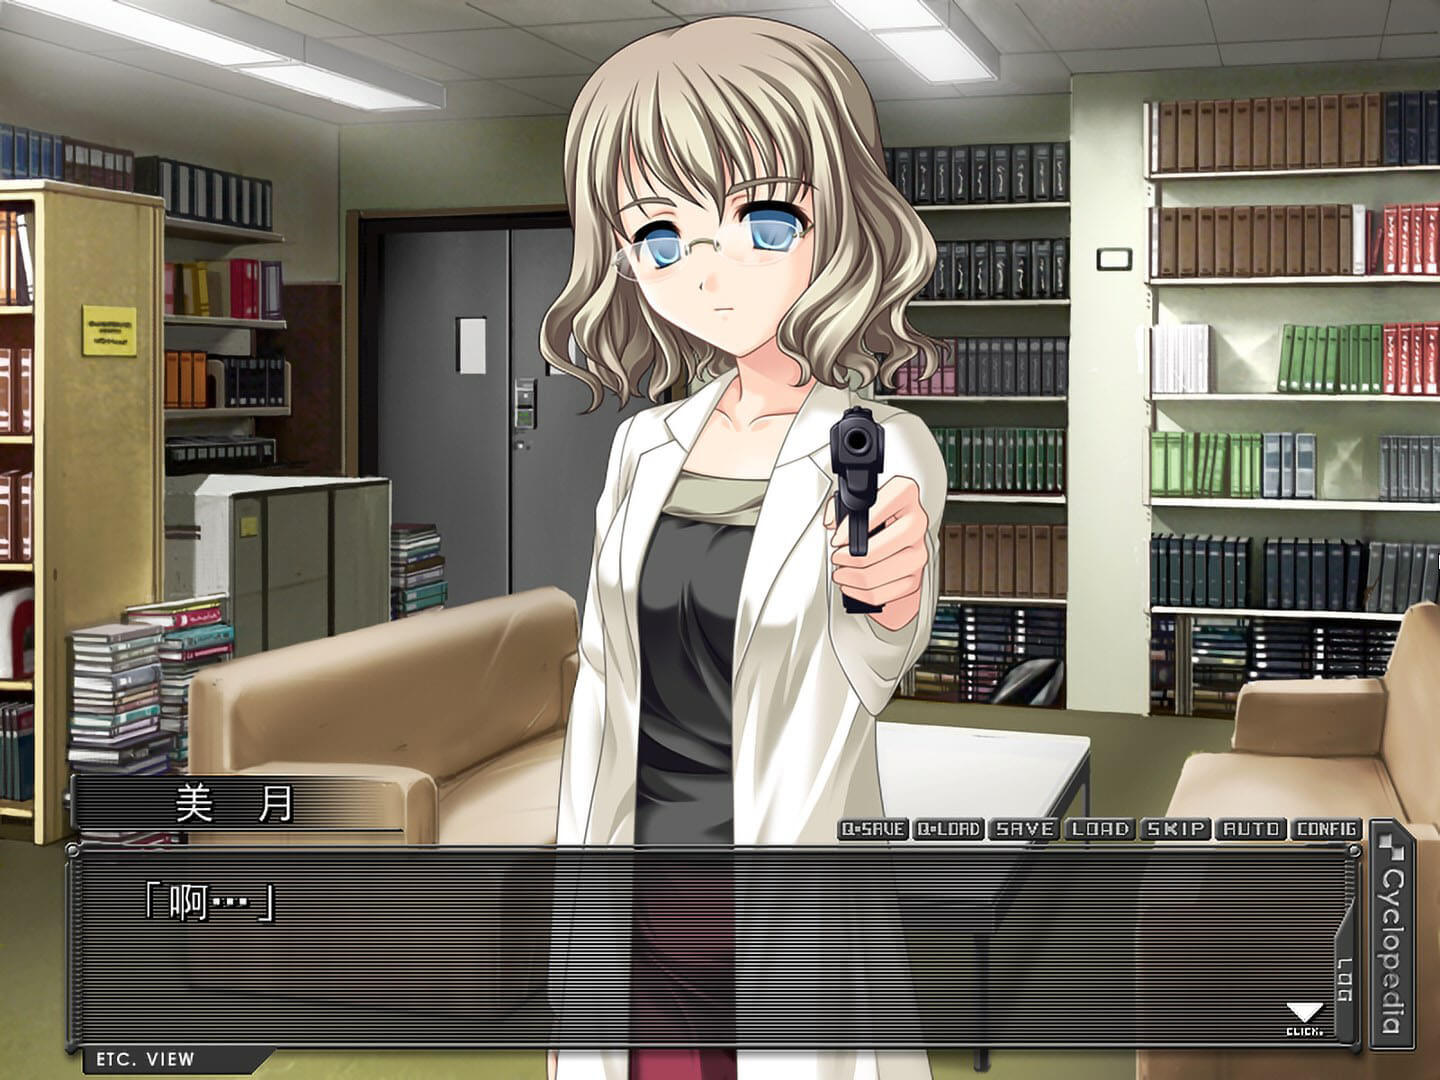 美 月
Q-SAVE Q-LOAD SAVE LOAD SKIP AUTO CONFIG
「啊……」
Cyclopedia
LOG
CLICK.
ETC. VIEW